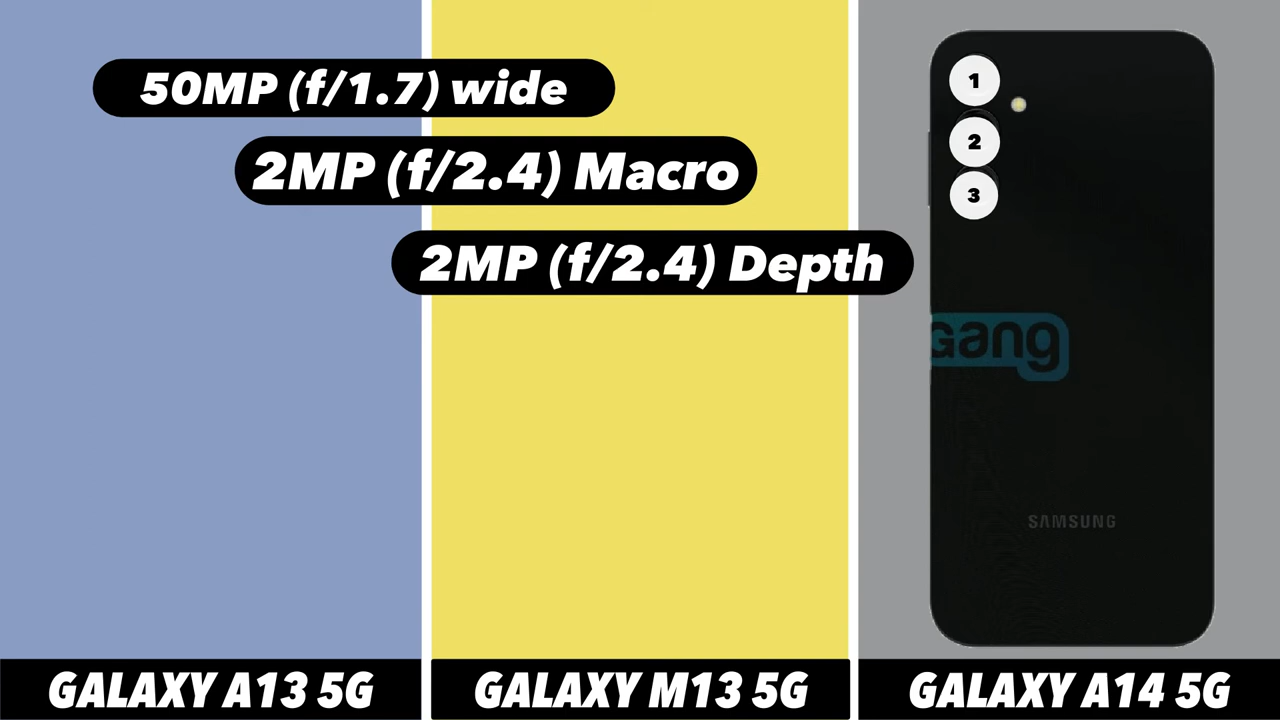 50MP (f/1.7) wide
2MP (f/2.4) Macro
2MP (f/2.4) Depth
1
2
3
Gang
SAMSUNG
GALAXY A13 5G
GALAXY M13 5G
GALAXY A14 5G